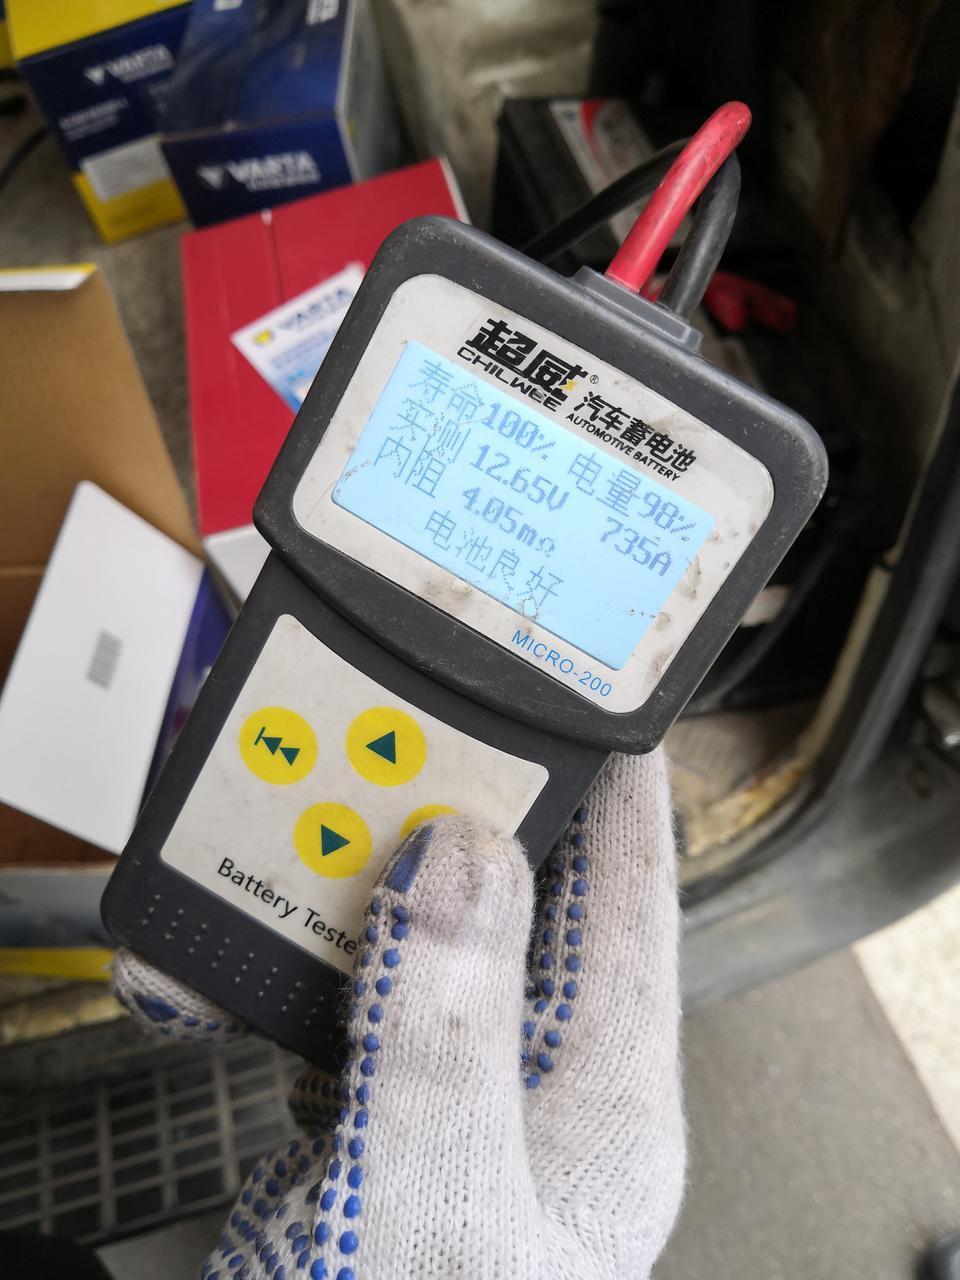 VARTA
VARTA
VARTA
超威®
CHILWEE
汽车蓄电池
AUTOMOTIVE BATTERY
寿命100% 电量98%
实测 12.65V 735A
内阻 4.05mΩ
电池良好
MICRO-200
Battery Teste